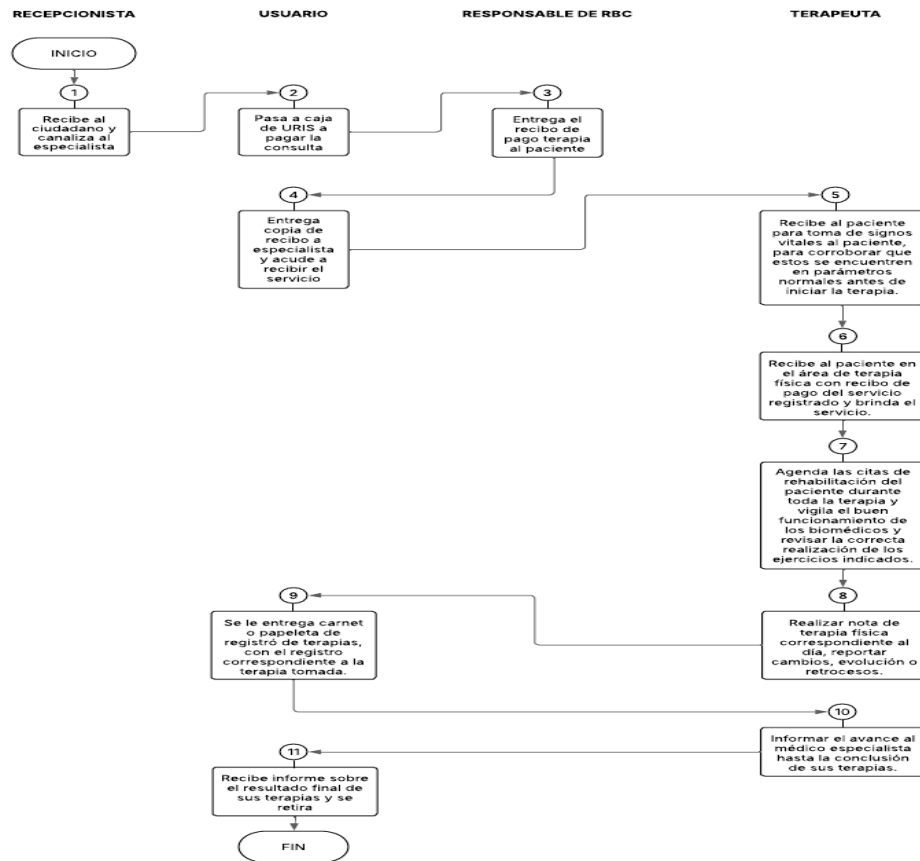 RECEPCIONISTA
USUARIO
RESPONSABLE DE RBC
TERAPEUTA
INICIO
1
Recibe al
ciudadano y
canaliza al
especialista
2
Pasa a caja
de URIS a
pagar la
consulta
3
Entrega el
recibo de
pago terapia
al paciente
4
Entrega
copia de
recibo a
especialista
y acude a
recibir el
servicio
5
Recibe al paciente
para toma de signos
vitales al paciente,
para corroborar que
estos se encuentren
en parámetros
normales antes de
iniciar la terapia.
6
Recibe al paciente en
el área de terapia
física con recibo de
pago del servicio
registrado y brinda el
servicio.
7
Agenda las citas de
rehabilitación del
paciente durante
toda la terapia y
vigila el buen
funcionamiento de
los biomédicos y
revisar la correcta
realización de los
ejercicios indicados.
8
Realizar nota de
terapia física
correspondiente al
día, reportar
cambios, evolución o
retrocesos.
9
Se le entrega carnet
o papeleta de
registró de terapias,
con el registro
correspondiente a la
terapia tomada.
10
Informar el avance al
médico especialista
hasta la conclusión
de sus terapias.
11
Recibe informe sobre
el resultado final de
sus terapias y se
retira
FIN